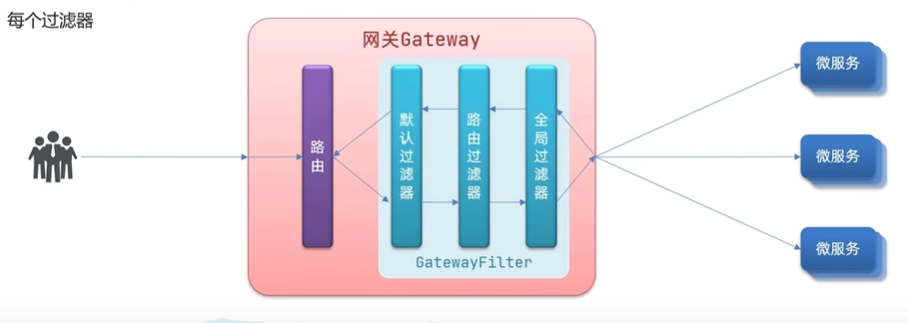 每个过滤器
网关Gateway
路由
默认过滤器
路由过滤器
全局过滤器
GatewayFilter
微服务
微服务
微服务